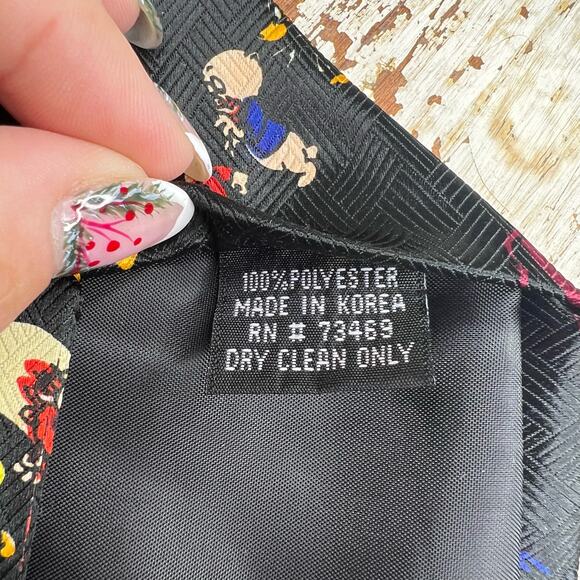 100% POLYESTER
MADE IN KOREA
RN # 73469
DRY CLEAN ONLY